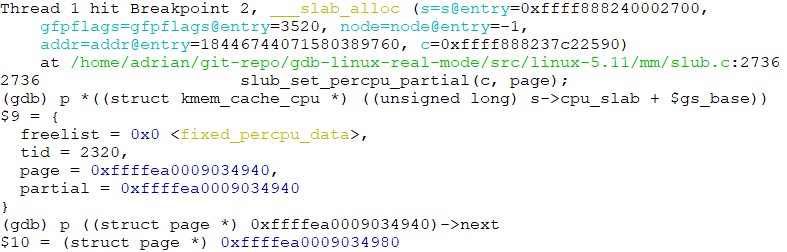 Thread 1 hit Breakpoint 2, ___slab_alloc (s=s@entry=0xffff888240002700,
    gfpflags=gfpflags@entry=3520, node=node@entry=-1,
    addr=addr@entry=18446744071580389760, c=0xffff888237c22590)
    at /home/adrian/git-repo/gdb-linux-real-mode/src/linux-5.11/mm/slub.c:2736
2736                    slub_set_percpu_partial(c, page);
(gdb) p *((struct kmem_cache_cpu *) ((unsigned long) s->cpu_slab + $gs_base))
$9 = {
  freelist = 0x0 <fixed_percpu_data>,
  tid = 2320,
  page = 0xffffea0009034940,
  partial = 0xffffea0009034940
}
(gdb) p ((struct page *) 0xffffea0009034940)->next
$10 = (struct page *) 0xffffea0009034980